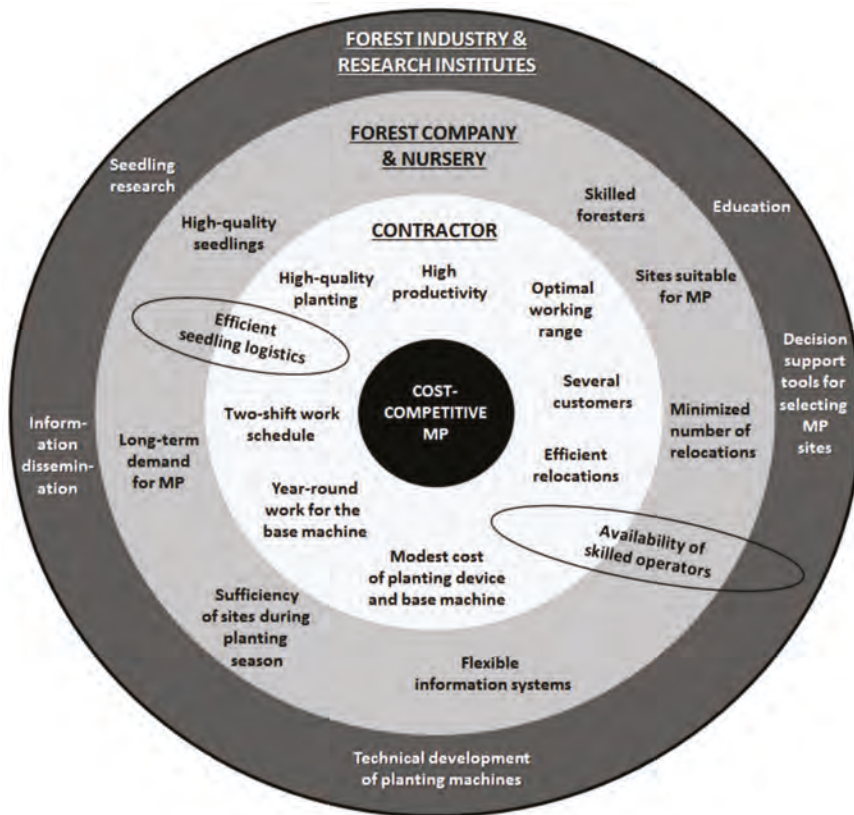 FOREST INDUSTRY &
RESEARCH INSTITUTES
FOREST COMPANY
& NURSERY
CONTRACTOR
Seedling
research
Education
Skilled
foresters
High-quality
seedlings
High-quality
planting
High
productivity
Optimal
working
range
Sites suitable
for MP
Efficient
seedling logistics
Decision
support
tools for
selecting
MP
sites
COST-
COMPETITIVE
MP
Several
customers
Minimized
number of
relocations
Two-shift work
schedule
Inform-
ation
dissemin-
ation
Long-term
demand
for MP
Efficient
relocations
Year-round
work for the
base machine
Availability of
skilled operators
Modest cost
of planting device
and base machine
Sufficiency
of sites during
planting
season
Flexible
information systems
Technical development
of planting machines